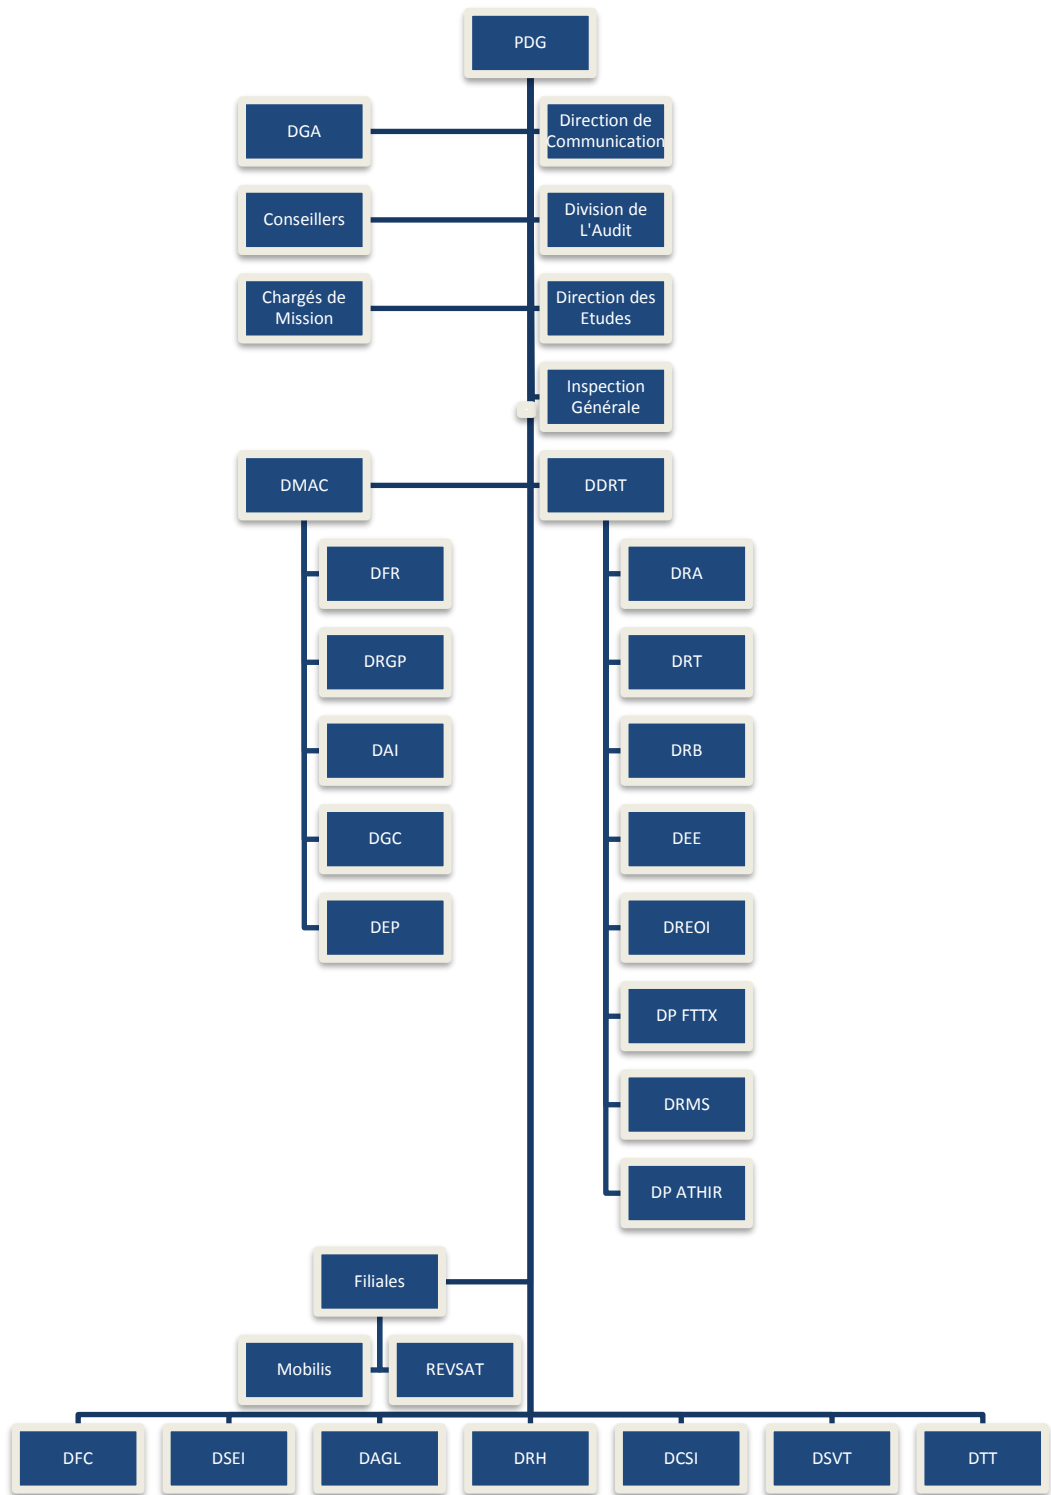 PDG
DGA
Direction de
Communication
Conseillers
Division de
L'Audit
Chargés de
Mission
Direction des
Etudes
Inspection
Générale
DMAC
DDRT
DFR
DRA
DRGP
DRT
DAI
DRB
DGC
DEE
DEP
DREOI
DP FTTX
DRMS
DP ATHIR
Filiales
Mobilis
REVSAT
DFC
DSEI
DAGL
DRH
DCSI
DSVT
DTT